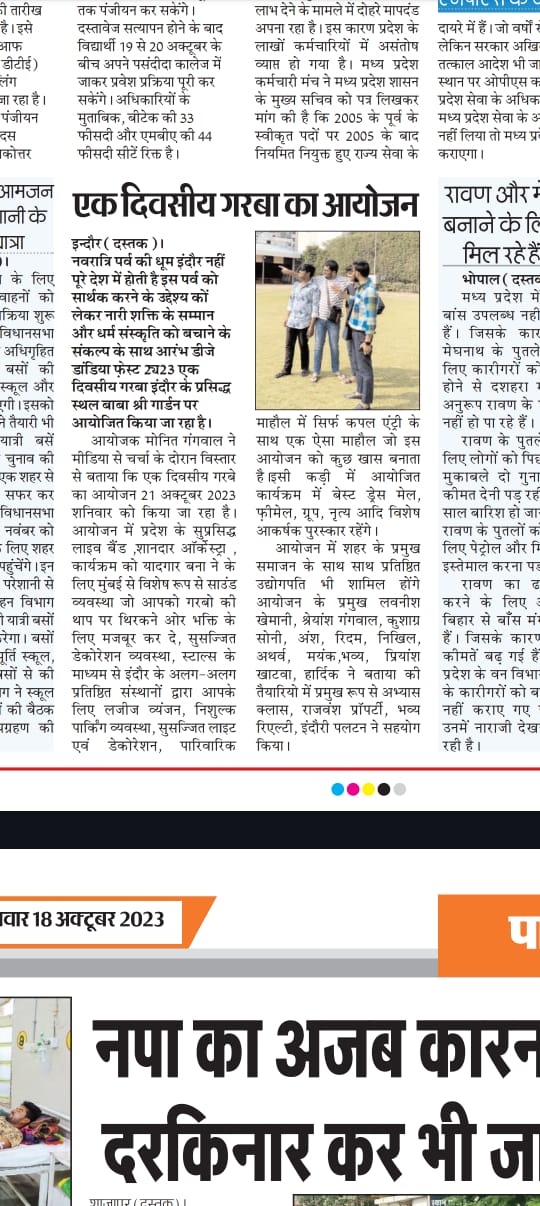 तक पंजीयन कर सकेंगे।
दस्तावेज सत्यापन होने के बाद
विद्यार्थी 19 से 20 अक्टूबर के
बीच अपने पसंदीदा कालेज में
जाकर प्रवेश प्रक्रिया पूरी कर
सकेंगे। अधिकारियों के
मुताबिक, बीटेक की 33
फीसदी और एमबीए की 44
फीसदी सीटें रिक्त है।
लाभ देने के मामले में दोहरे मापदंड
अपना रहा है। इस कारण प्रदेश के
लाखों कर्मचारियों में असंतोष
व्याप्त हो गया है। मध्य प्रदेश
कर्मचारी मंच ने मध्य प्रदेश शासन
के मुख्य सचिव को पत्र लिखकर
मांग की है कि 2005 के पूर्व के
स्वीकृत पदों पर 2005 के बाद
नियमित नियुक्त हुए राज्य सेवा के
दायरे में हैं। जो वर्षों
लेकिन सरकार
तत्काल आदेश भी
स्थान पर ओपीएस
प्रदेश सेवा के
मध्य प्रदेश सेवा के
नहीं लिया तो मध्य
कराएगा।
एक दिवसीय गरबा का आयोजन
इन्दौर ( दस्तक )।
नवरात्रि पर्व की धूम इंदौर नहीं
पूरे देश में होती है इस पर्व को
सार्थक करने के उद्देश्य कों
लेकर नारी शक्ति के सम्मान
और धर्म संस्कृति को बचाने के
संकल्प के साथ आरंभ डीजे
डांडिया फ़ेस्ट 2023 एक
दिवसीय गरबा इंदौर के प्रसिद्ध
स्थल बाबा श्री गार्डन पर
आयोजित किया जा रहा है।
आयोजक मोनित गंगवाल ने
मीडिया से चर्चा के दोरान विस्तार
से बताया कि एक दिवसीय गरबे
का आयोजन 21 अक्टूबर 2023
शनिवार को किया जा रहा है।
आयोजन में प्रदेश के सुप्रसिद्ध
लाइव बैंड ,शानदार ऑर्केस्ट्रा ,
कार्यक्रम को यादगार बना ने के
लिए मुंबई से विशेष रूप से साउंड
व्यवस्था जो आपको गरबो की
थाप पर थिरकने ओर भक्ति के
लिए मजबूर कर दे, सुसज्जित
डेकोरेशन व्यवस्था, स्टाल्स के
माध्यम से इंदौर के अलग-अलग
प्रतिष्ठित संस्थानों द्वारा आपके
लिए लजीज व्यंजन, निशुल्क
पार्किंग व्यवस्था, सुसज्जित लाइट
एवं डेकोरेशन, पारिवारिक
माहौल में सिर्फ कपल एंट्री के
साथ एक ऐसा माहौल जो इस
आयोजन को कुछ खास बनाता
है।इसी कड़ी में आयोजित
कार्यक्रम में बेस्ट ड्रेस मेल,
फ़ीमेल, ग्रूप, नृत्य आदि विशेष
आकर्षक पुरस्कार रहेंगे।
आयोजन में शहर के प्रमुख
समाजन के साथ साथ प्रतिष्ठित
उद्योगपति भी शामिल होंगे
आयोजन के प्रमुख लवनीश
खेमानी, श्रेयांश गंगवाल, कुशाग्र
सोनी, अंश, रिदम, निखिल,
अथर्व, मयंक,भव्य, प्रियांश
खाटवा, हार्दिक ने बताया की
तैयारियो में प्रमुख रूप से अभ्यास
क्लास, राजवंश प्रॉपर्टी, भव्य
रिएल्टी, इंदौरी पलटन ने सहयोग
किया।
रावण और
बनाने के
मिल रहे हैं
भोपाल ( दस्तक
मध्य प्रदेश में
बांस उपलब्ध नहीं
हैं। जिसके
मेघनाथ के पुतले
लिए कारीगरों को
होने से दशहरा
अनुरूप रावण के
नहीं हो पा रहे हैं।
रावण के पुतले
लिए लोगों को
मुकाबले दो गुना
कीमत देनी पड़
साल बारिश हो
रावण के पुतलों को
लिए पेट्रोल और
इस्तेमाल करना
रावण का
करने के लिए
बिहार से बाँस
हैं। जिसके
कीमतें बढ़ गई हैं
प्रदेश के वन
के कारीगरों को
नहीं कराए गए
उनमें नाराजी
रही है।
18 अक्टूबर 2023
नपा का अजब
दरकिनार कर भी
शाजापुर ( दस्तक )।